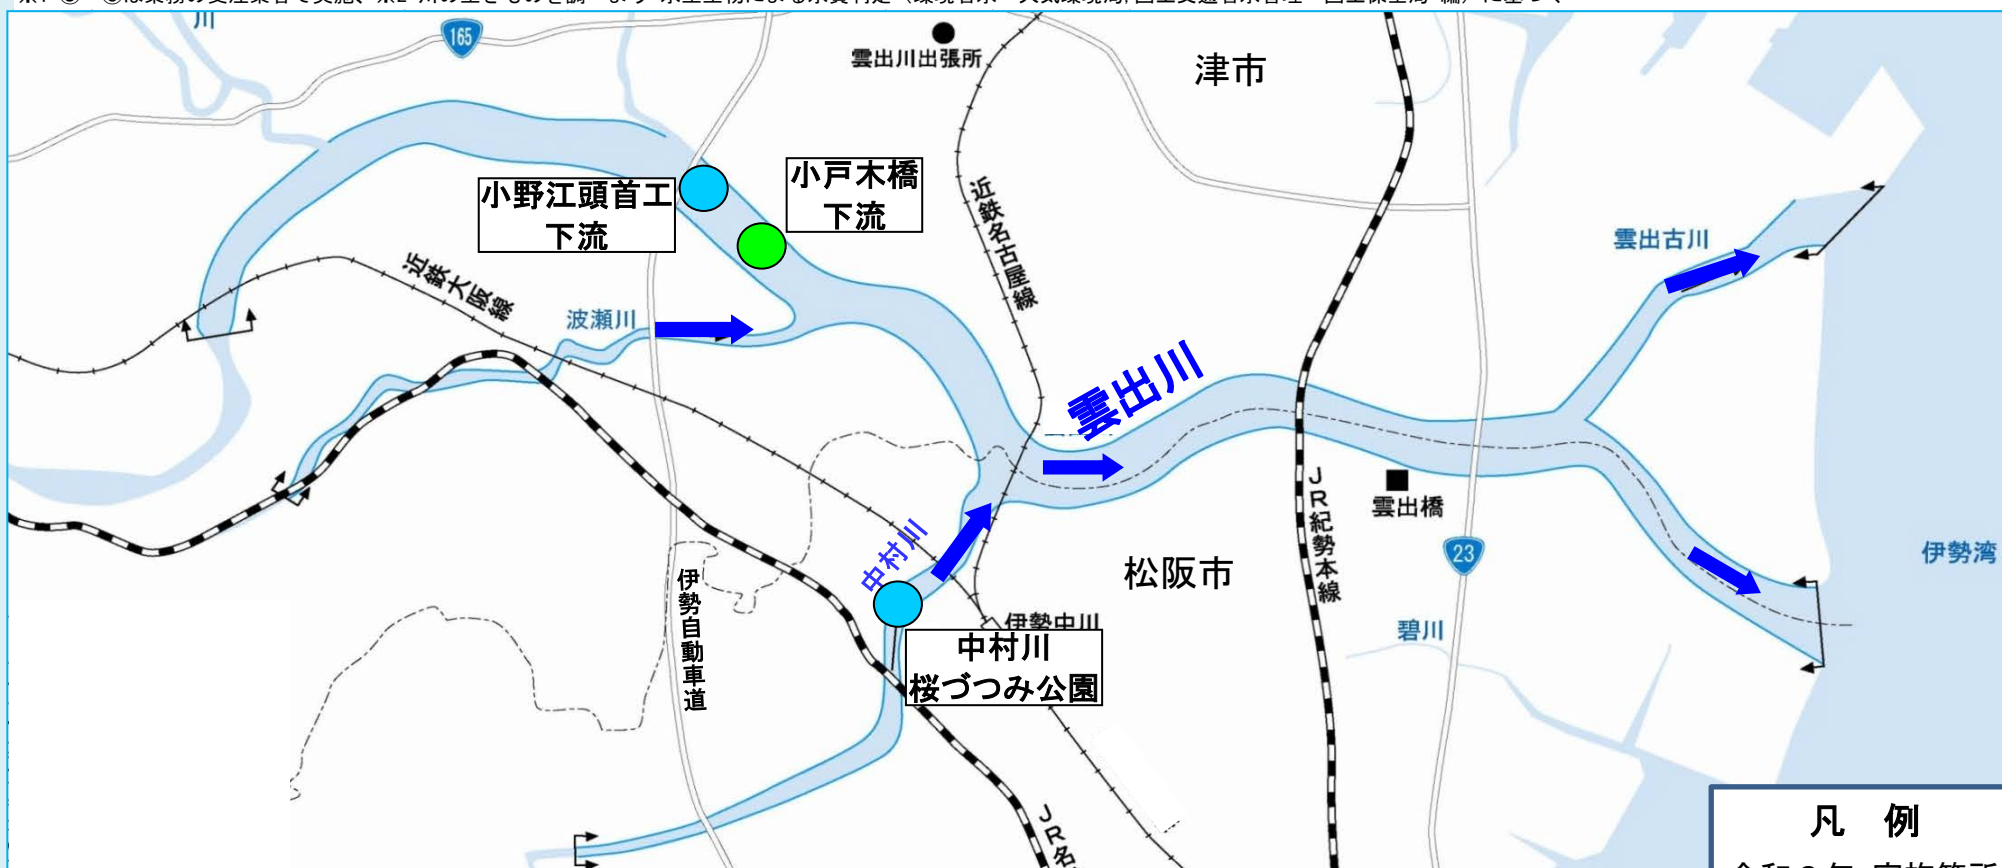 川
165
雲出川出張所
津市
小野江頭首工
下流
小戸木橋
下流
近鉄名古屋線
近鉄大阪線
波瀬川
雲出古川
雲出川
中村川
JR紀勢本線
雲出橋
23
伊勢湾
松阪市
伊勢自動車道
伊勢中川
中村川
桜づつみ公園
碧川
JR名
凡 例